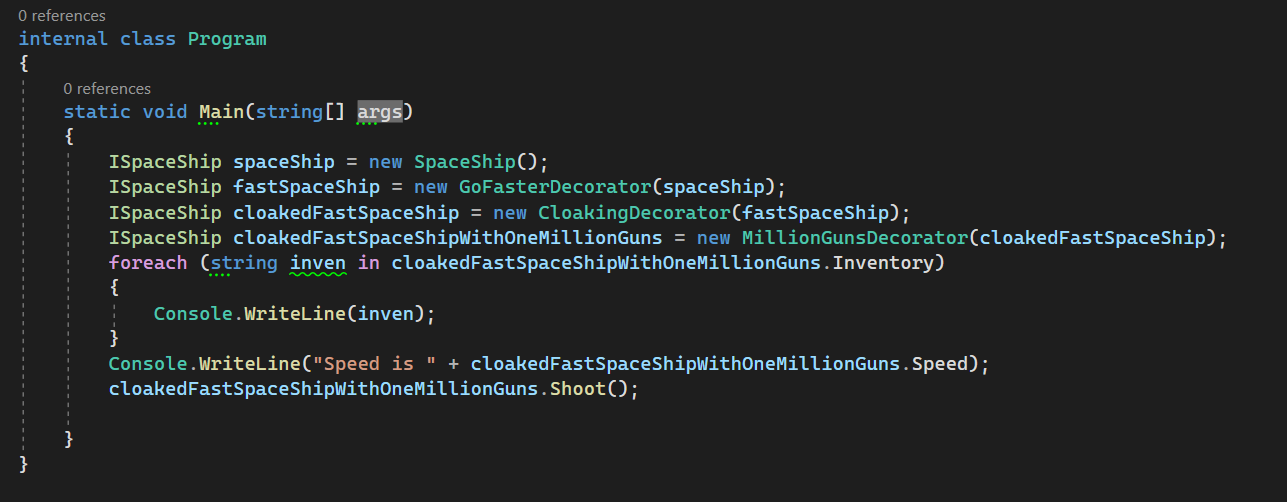 0 references
internal class Program
{
0 references
static void Main(string[] args)
{
ISpaceShip spaceShip = new SpaceShip();
ISpaceShip fastSpaceShip = new GoFasterDecorator(spaceShip);
ISpaceShip cloakedFastSpaceShip = new CloakingDecorator(fastSpaceShip);
ISpaceShip cloakedFastSpaceShipWithOneMillionGuns = new MillionGunsDecorator(cloakedFastSpaceShip);
foreach (string inven in cloakedFastSpaceShipWithOneMillionGuns.Inventory)
{
Console.WriteLine(inven);
}
Console.WriteLine("Speed is " + cloakedFastSpaceShipWithOneMillionGuns.Speed);
cloakedFastSpaceShipWithOneMillionGuns.Shoot();
}
}